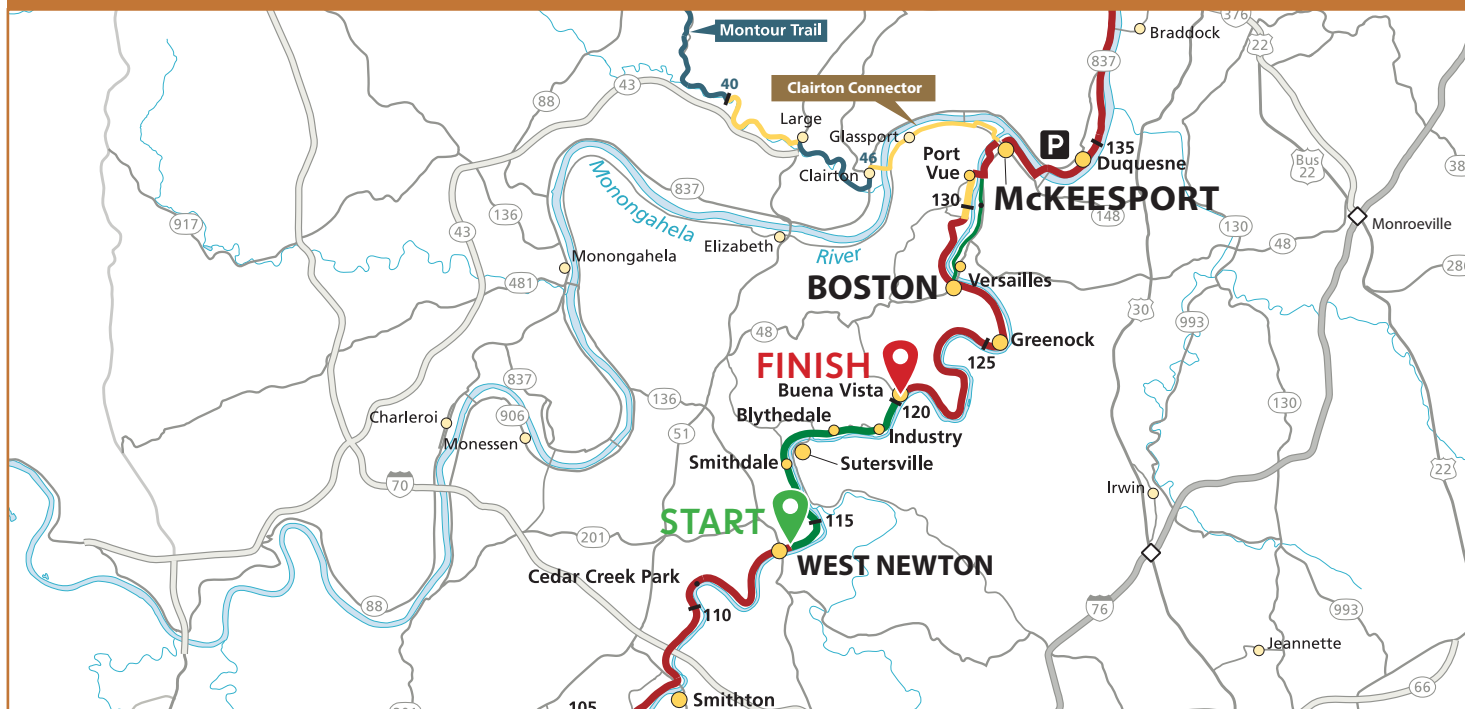 Montour Trail
Braddock
376
22
837
43
88
40
Clairton Connector
Large
Glassport
46
Clairton
Port
Vue
P
135
Duquesne
Bus
22
38
837
130
McKEESPORT
148
136
917
43
Monongahela
River
Elizabeth
Monongahela
130
48
Monroeville
286
481
BOSTON
Versailles
30
993
48
Greenock
125
FINISH
Buena Vista
120
837
136
Charleroi
906
Monessen
51
Blythedale
Industry
130
Smithdale
Sutersville
22
70
Irwin
START
115
201
WEST NEWTON
Cedar Creek Park
88
110
76
993
Jeannette
66
Smithton
105